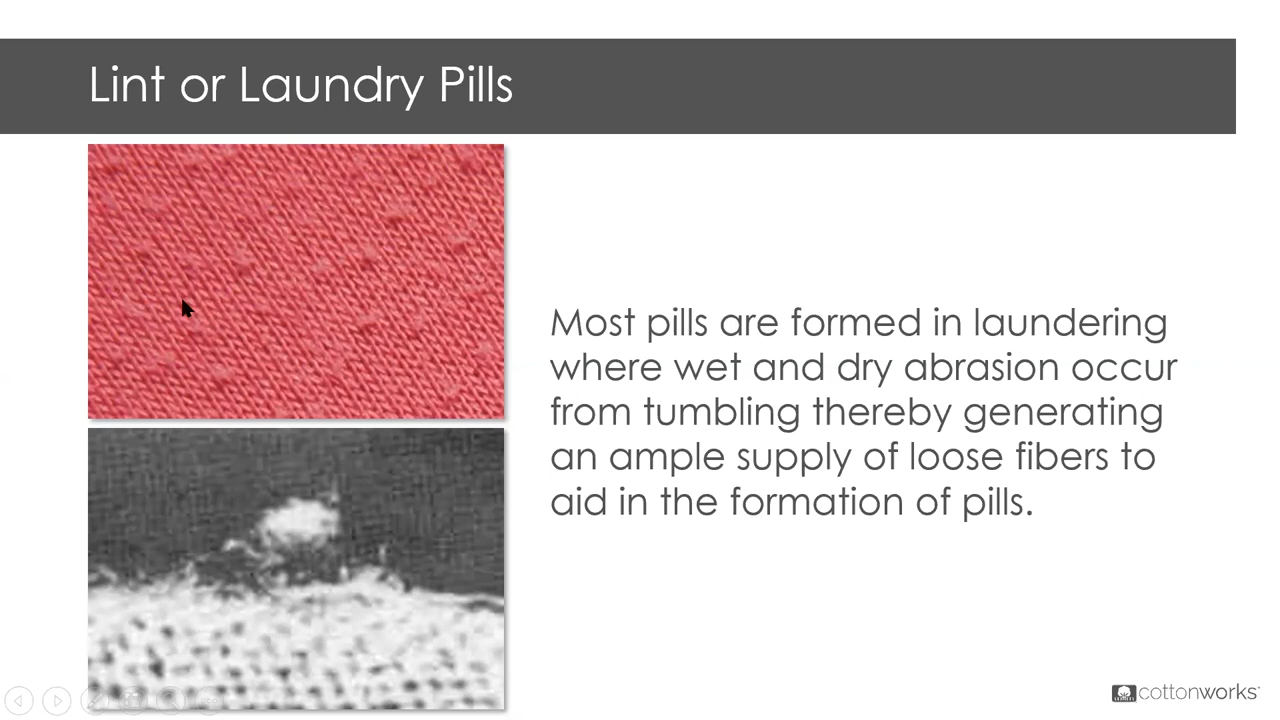 Lint or Laundry Pills
Most pills are formed in laundering
where wet and dry abrasion occur
from tumbling thereby generating
an ample supply of loose fibers to
aid in the formation of pills.
cottonworks